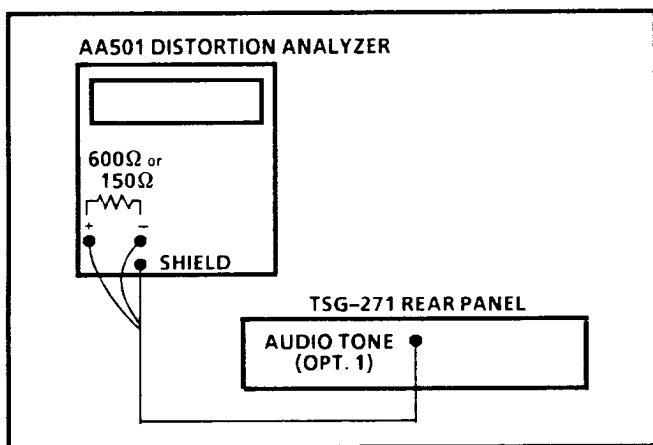 AA501 DISTORTION ANALYZER
600Ω or
150Ω
+ −
SHIELD
TSG–271 REAR PANEL
AUDIO TONE
(OPT. 1)